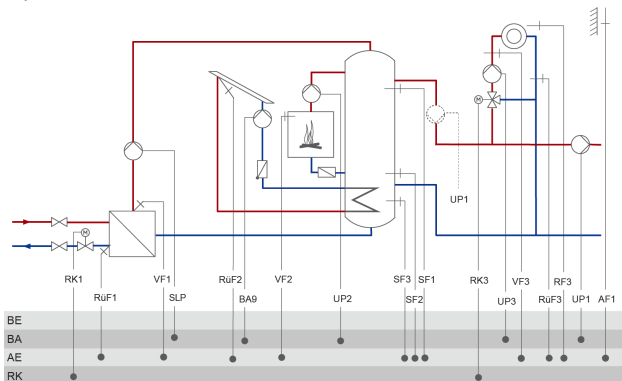 M
UP1
M
RK1
VF1
RüF2
VF2
SF3
SF1
RK3
VF3
RF3
RüF1
SLP
BA9
UP2
SF2
UP3
RüF3
UP1
AF1
BE
BA
AE
RK